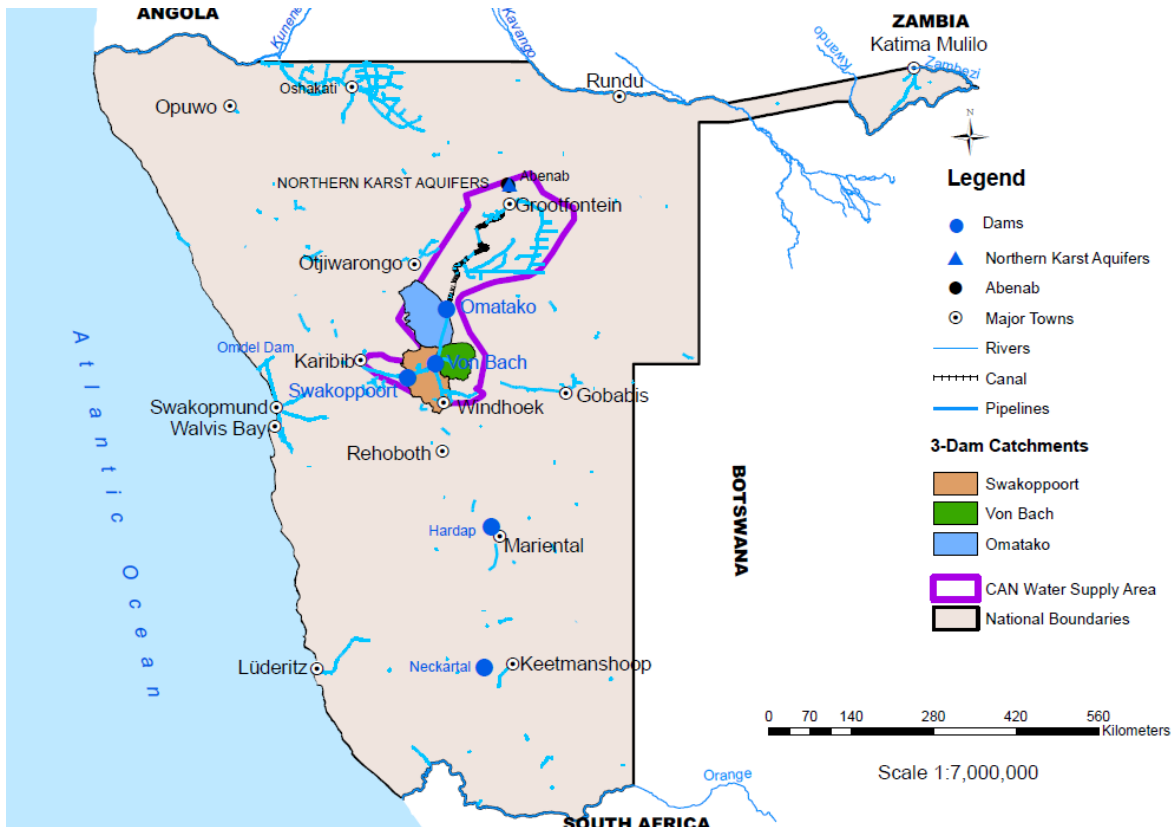 ANGOLA
ZAMBIA
Kunene
Kavango
Kwando
Katima Mulilo
Zambezi
Oshakati
Rundu
Opuwo
N
NORTHERN KARST AQUIFERS
Abenab
Grootfontein
Otjiwarongo
Omatako
Omdel Dam
Karibib
Von Bach
Swakoppoort
Swakopmund
Windhoek
Gobabis
Walvis Bay
Rehoboth
Atlantic Ocean
BOTSWANA
Hardap
Mariental
Lüderitz
Neckartal
Keetmanshoop
Orange
SOUTH AFRICA
Legend
Dams
Northern Karst Aquifers
Abenab
Major Towns
Rivers
Canal
Pipelines
3-Dam Catchments
Swakoppoort
Von Bach
Omatako
CAN Water Supply Area
National Boundaries
0 70 140 280 420 560
Kilometers
Scale 1:7,000,000